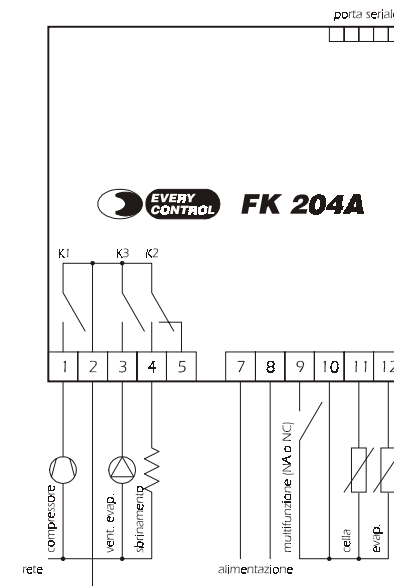 porta seriale
EVERY
CONTROL
FK 204A
K1 K3 K2
1 2 3 4 5 7 8 9 10 11 12
compressore
vent. evap.
sbrinamento
multifunzione (NA o NC)
cella
evap.
rete
alimentazione